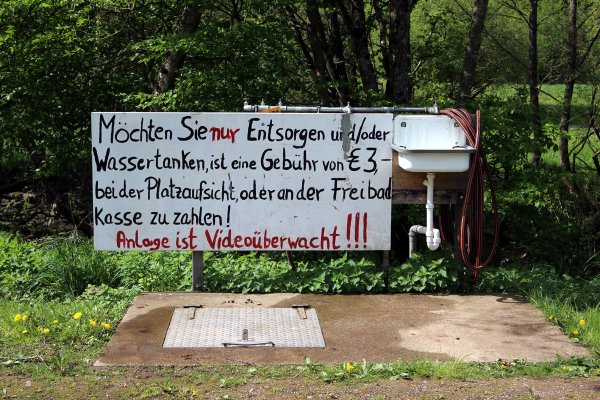 Möchten Sie nur Entsorgen und/oder
Wassertanken, ist eine Gebühr von € 3,-
bei der Platzaufsicht, oder an der Freibad
Kasse zu zahlen!
Anlage ist Videoüberwacht!!!